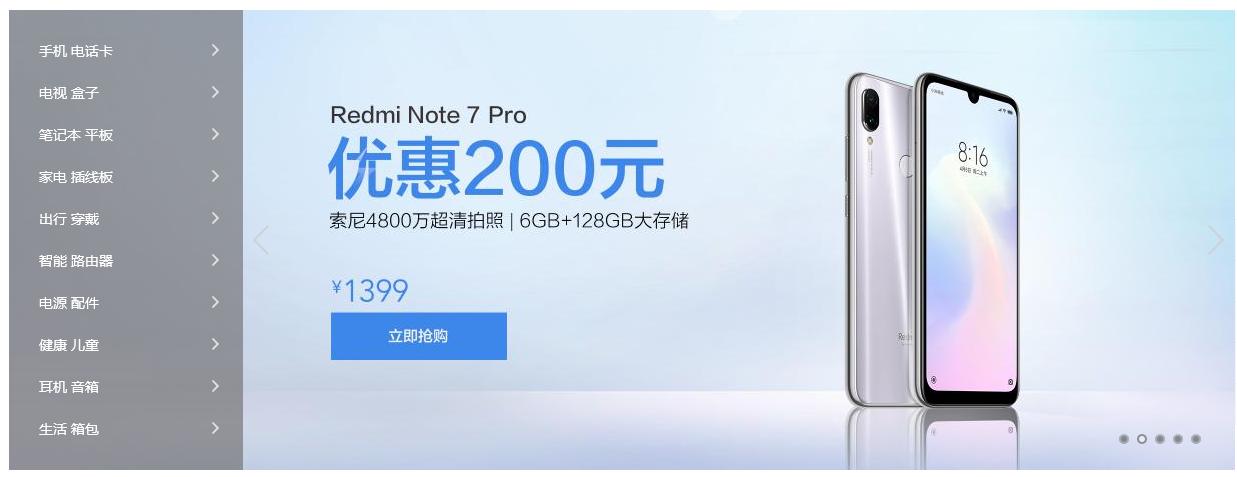 手机 电话卡
电视 盒子
笔记本 平板
家电 插线板
出行 穿戴
智能 路由器
电源 配件
健康 儿童
耳机 音箱
生活 箱包
Redmi Note 7 Pro
优惠200元
索尼4800万超清拍照 | 6GB+128GB大存储
¥1399
立即抢购
8:16